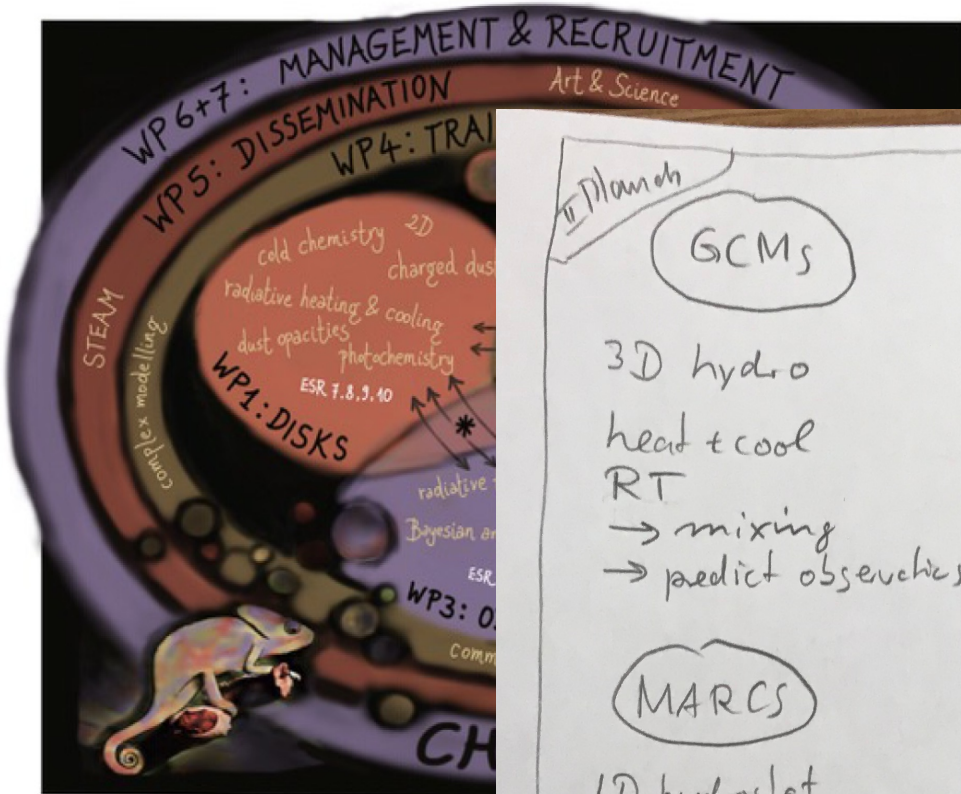 WP 6+7: MANAGEMENT & RECRUITMENT
WP5: DISSEMINATION
Art & Science
WP4: TRAI
STEAM
complex modelling
cold chemistry 2D
charged dus
radiative heating & cooling
dust opacities
photochemistry
ESR 7.8,9,10
WP1: DISKS
*
radiative
Bayesian an
ESR
WP3: O
comm
CH
GCMs
3D hydro
heat + cool
RT
→ mixing
→ predict
MARCS
1D hydrostat